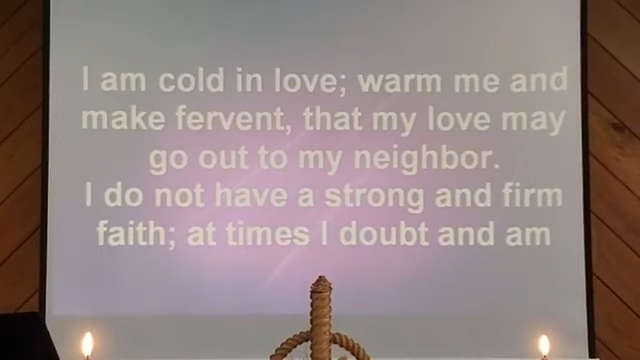 I am cold in love; warm me and
make fervent, that my love may
go out to my neighbor.
I do not have a strong and firm
faith; at times I doubt and am